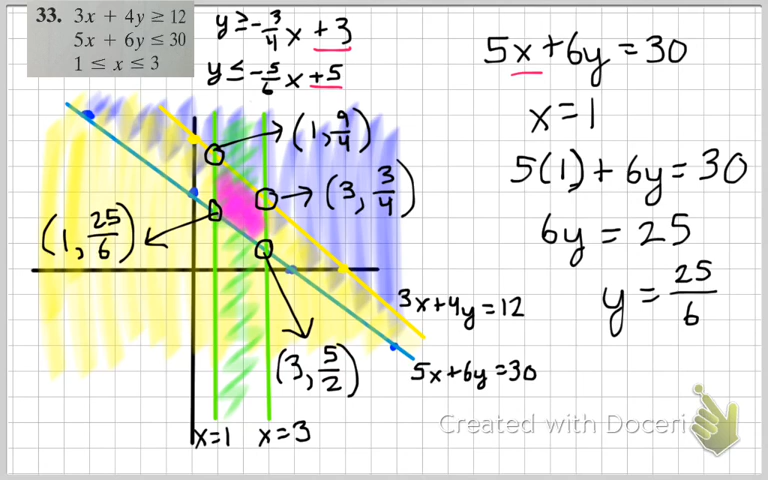 33. 3x + 4y ≥ 12
5x + 6y ≤ 30
1 ≤ x ≤ 3
y ≥ -3/4 x + 3
y ≤ -5/6 x + 5
(1, 9/4)
(3, 3/4)
(1, 25/6)
(3, 5/2)
3x+4y=12
5x+6y=30
x=1
x=3
5x+6y=30
x=1
5(1)+6y=30
6y=25
y=25/6
Created with Doceri